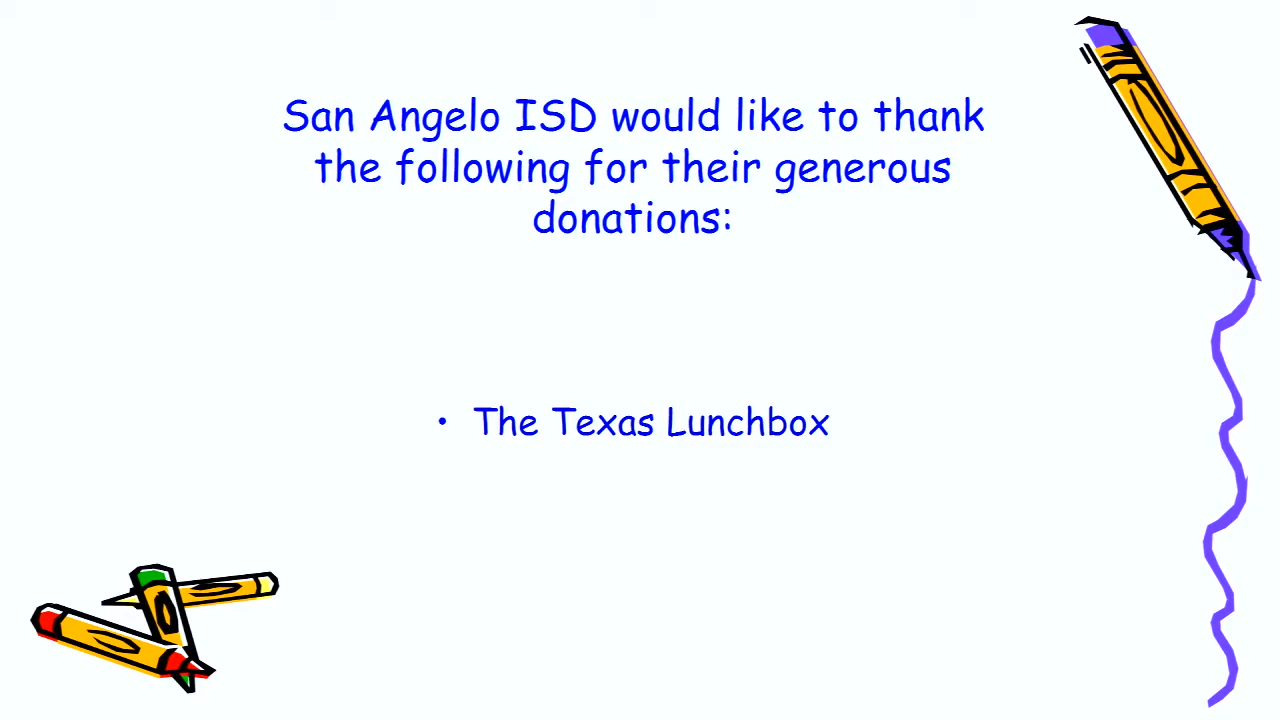 San Angelo ISD would like to thank
the following for their generous
donations:
• The Texas Lunchbox